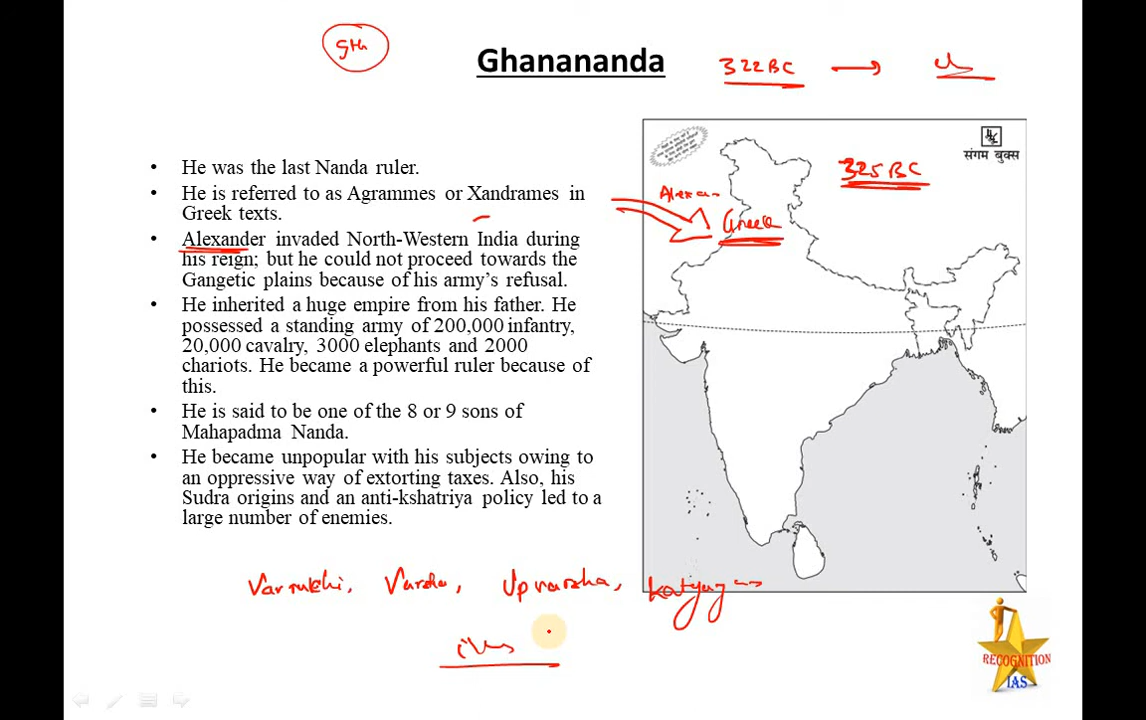 9th
Ghanananda
322 BC →
• He was the last Nanda ruler.
• He is referred to as Agrammes or Xandrames in
Greek texts.
• Alexander invaded North-Western India during
his reign; but he could not proceed towards the
Gangetic plains because of his army’s refusal.
• He inherited a huge empire from his father. He
possessed a standing army of 200,000 infantry,
20,000 cavalry, 3000 elephants and 2000
chariots. He became a powerful ruler because of
this.
• He is said to be one of the 8 or 9 sons of
Mahapadma Nanda.
• He became unpopular with his subjects owing to
an oppressive way of extorting taxes. Also, his
Sudra origins and an anti-kshatriya policy led to a
large number of enemies.
संगम बुक्स
325 BC
Greek
Varsha, Upvarsha,
RECOGNITION
IAS